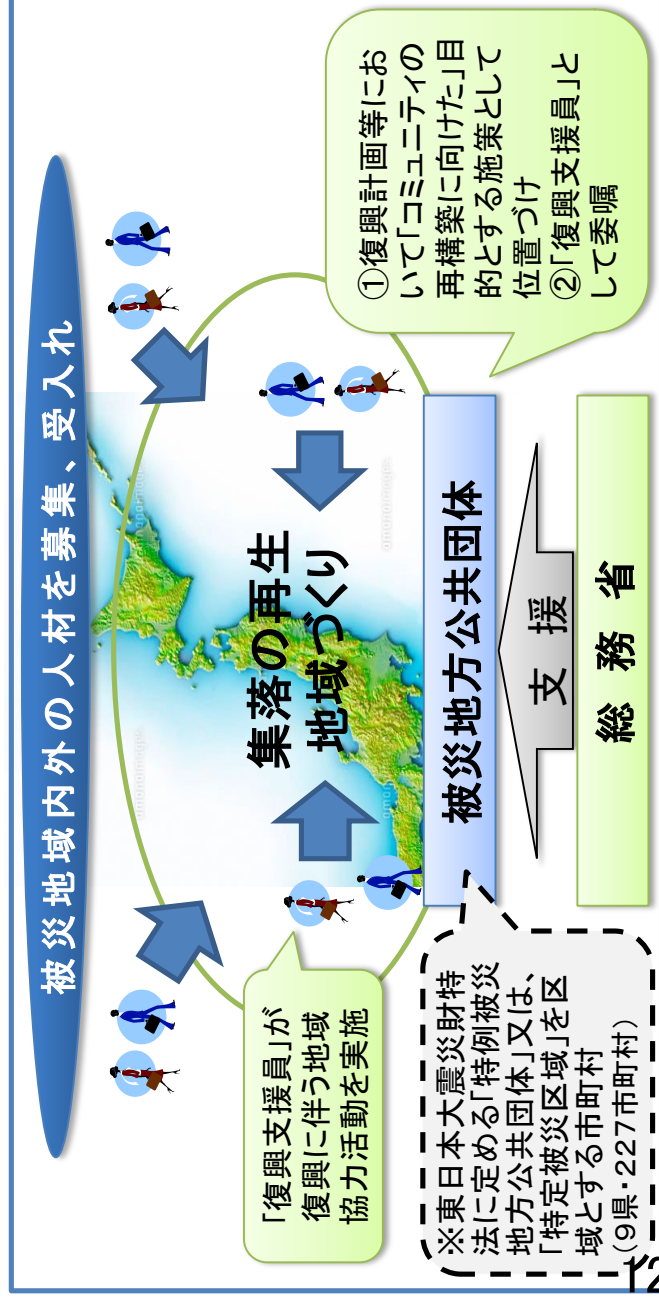 被災地域内外の人材を募集、受入れ
集落の再生
地域づくり
「復興支援員」が
復興に伴う地域
協力活動を実施
①復興計画等にお
いて「コミュニティの
再構築に向けた」目
的とする施策として
位置づけ
②「復興支援員」と
して委嘱
被災地方公共団体
支 援
総 務 省
※東日本大震災財特
法に定める「特例被災
地方公共団体」又は、
「特定被災区域」を区
域とする市町村
（9県・227市町村）
12